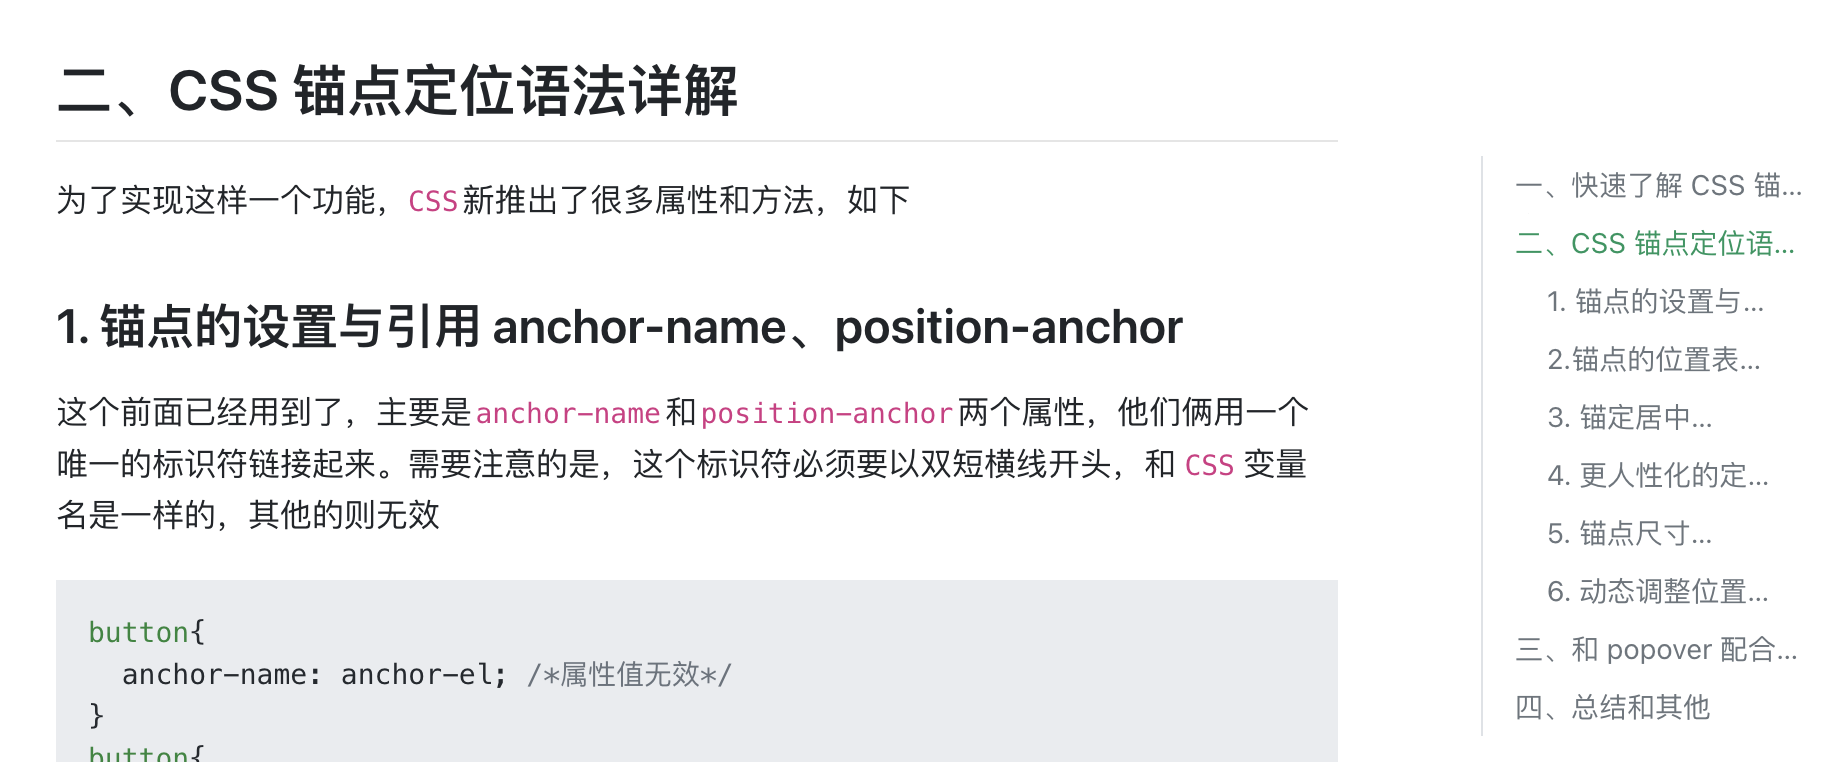 二、CSS 锚点定位语法详解
为了实现这样一个功能，CSS新推出了很多属性和方法，如下
1. 锚点的设置与引用 anchor-name、position-anchor
这个前面已经用到了，主要是anchor-name和position-anchor两个属性，他们俩用一个
唯一的标识符链接起来。需要注意的是，这个标识符必须要以双短横线开头，和 CSS 变量
名是一样的，其他的则无效
button{
  anchor-name: anchor-el; /*属性值无效*/
}
button{
一、快速了解 CSS 锚...
二、CSS 锚点定位语...
1. 锚点的设置与...
2.锚点的位置表...
3. 锚定居中...
4. 更人性化的定...
5. 锚点尺寸...
6. 动态调整位置...
三、和 popover 配合...
四、总结和其他